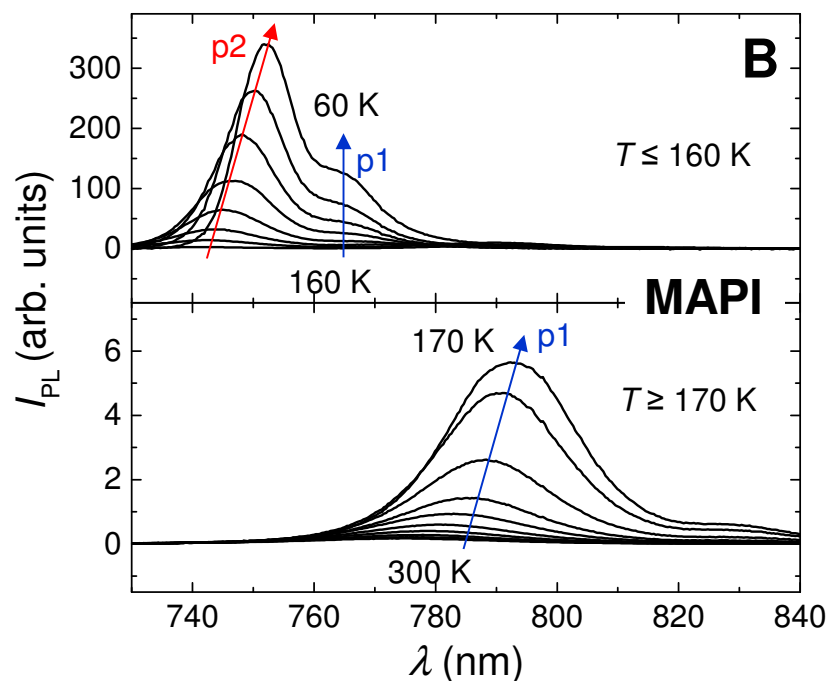 B
p2
60 K
p1
T ≤ 160 K
160 K
300
200
100
0
MAPI
170 K
p1
T ≥ 170 K
300 K
6
4
2
0
I_PL (arb. units)
740 760 780 800 820 840
λ (nm)